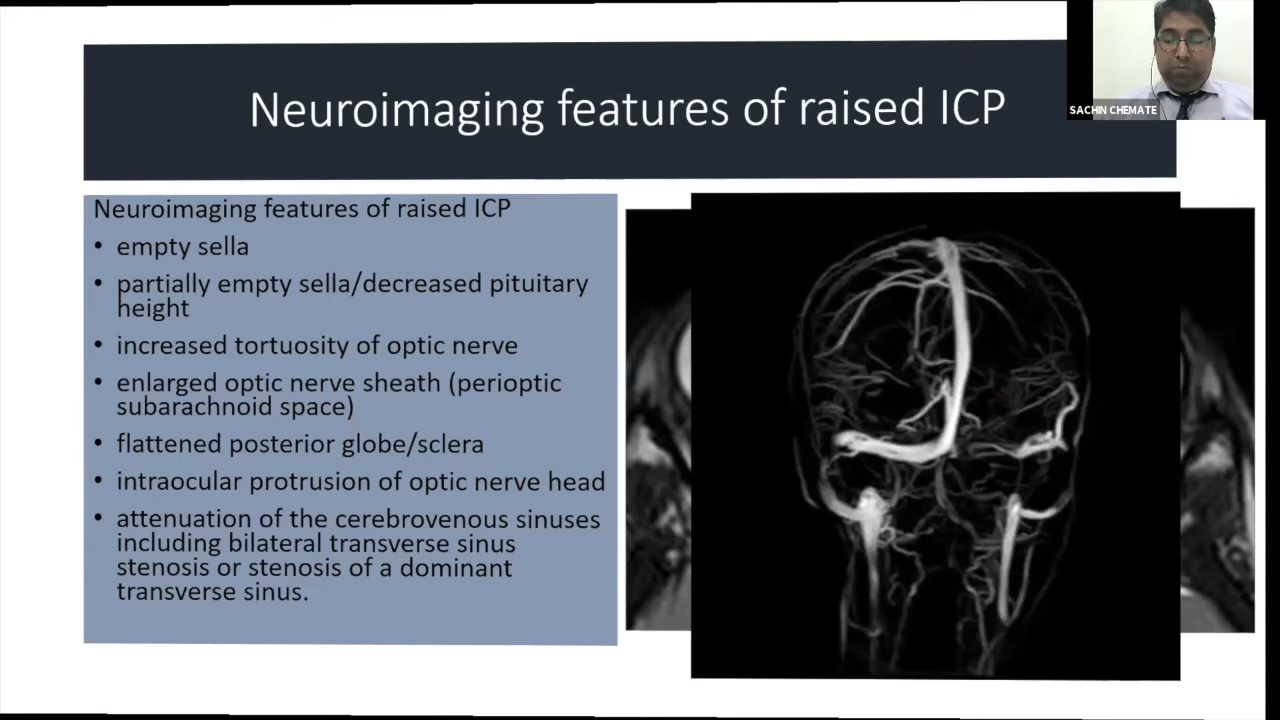 Neuroimaging features of raised ICP
SACHIN CHEMATE
Neuroimaging features of raised ICP
• empty sella
• partially empty sella/decreased pituitary
height
• increased tortuosity of optic nerve
• enlarged optic nerve sheath (perioptic
subarachnoid space)
• flattened posterior globe/sclera
• intraocular protrusion of optic nerve head
• attenuation of the cerebrovenous sinuses
including bilateral transverse sinus
stenosis or stenosis of a dominant
transverse sinus.